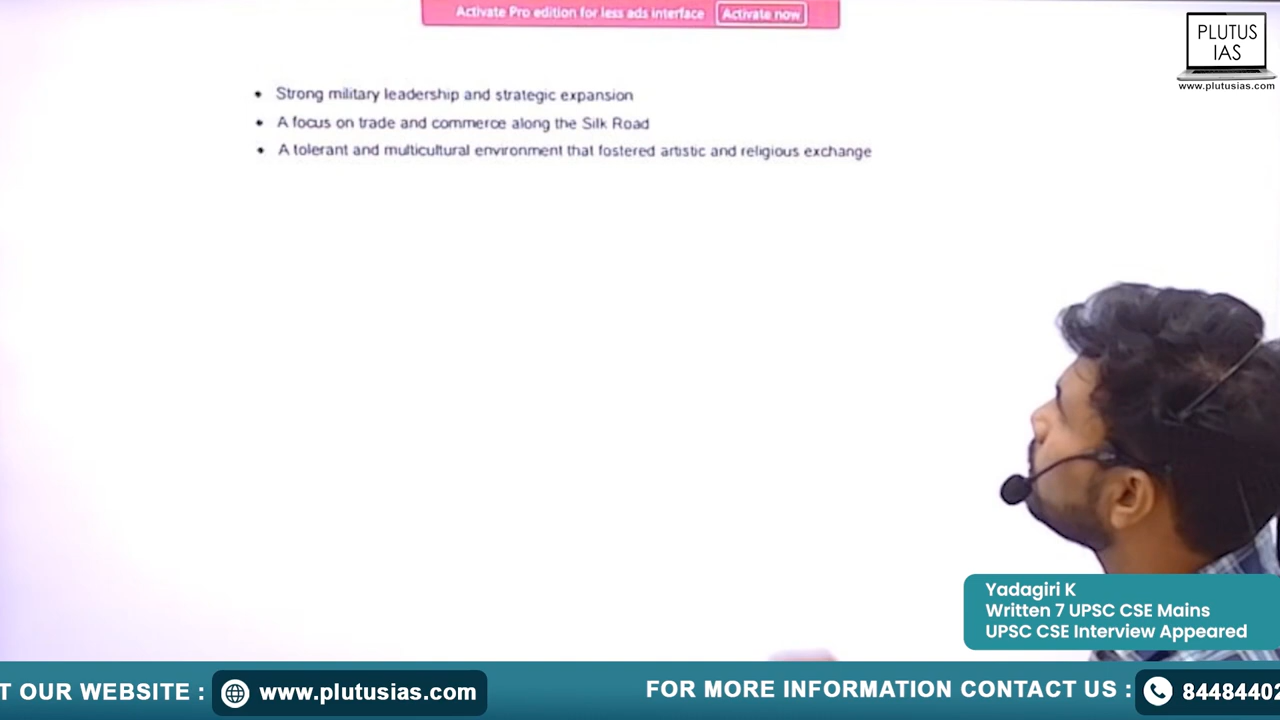 Activate Pro edition for less ads interface Activate now
PLUTUS
IAS
www.plutusias.com
• Strong military leadership and strategic expansion
• A focus on trade and commerce along the Silk Road
• A tolerant and multicultural environment that fostered artistic and religious exchange
Yadagiri K
Written 7 UPSC CSE Mains
UPSC CSE Interview Appeared
T OUR WEBSITE : www.plutusias.com
FOR MORE INFORMATION CONTACT US : 84484402